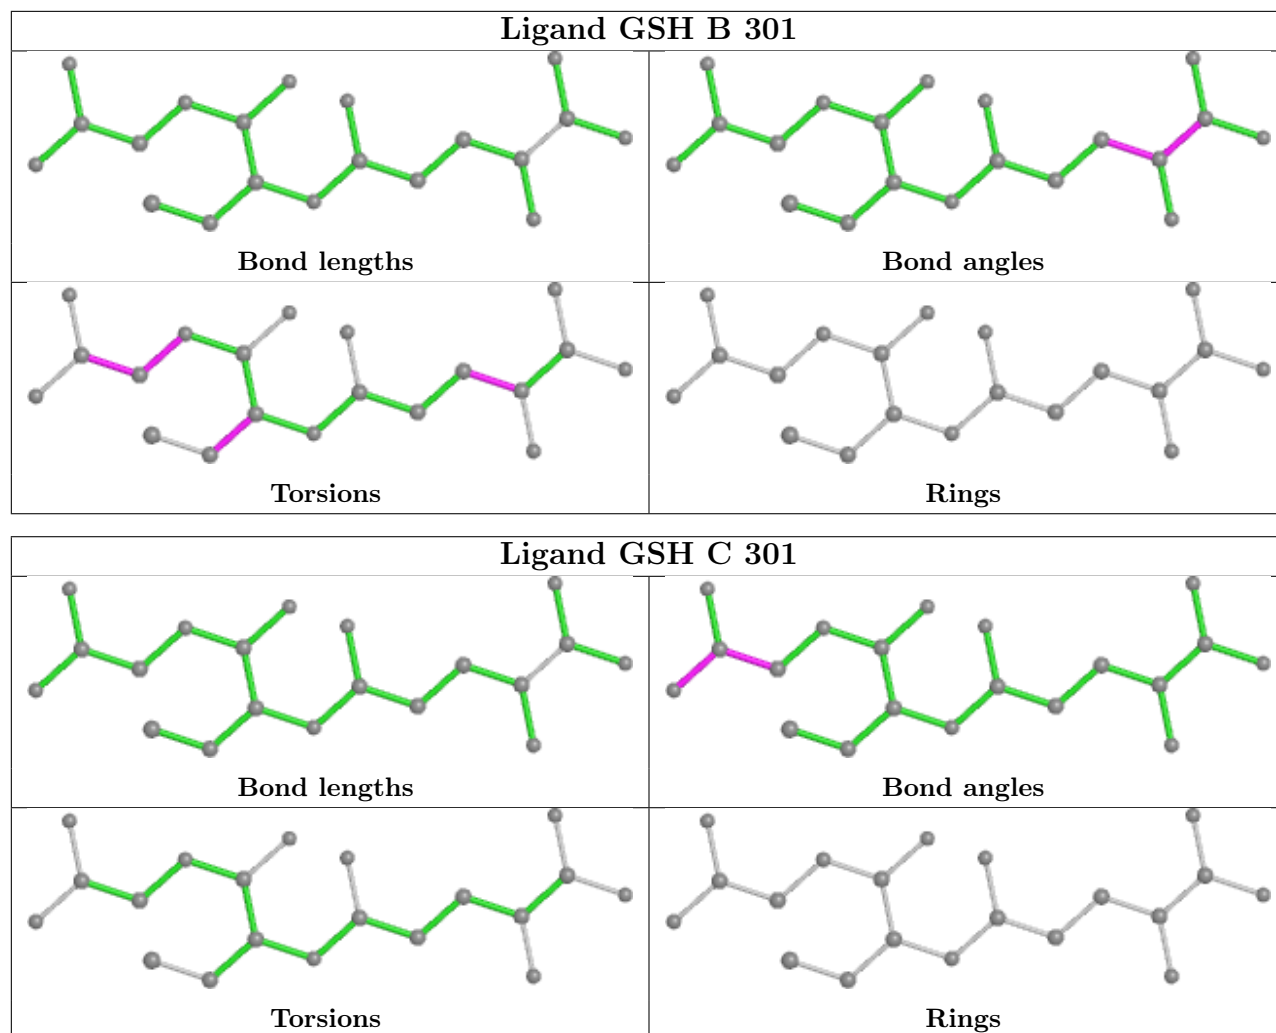 Ligand GSH B 301
Bond lengths
Bond angles
Torsions
Rings
Ligand GSH C 301
Bond lengths
Bond angles
Torsions
Rings